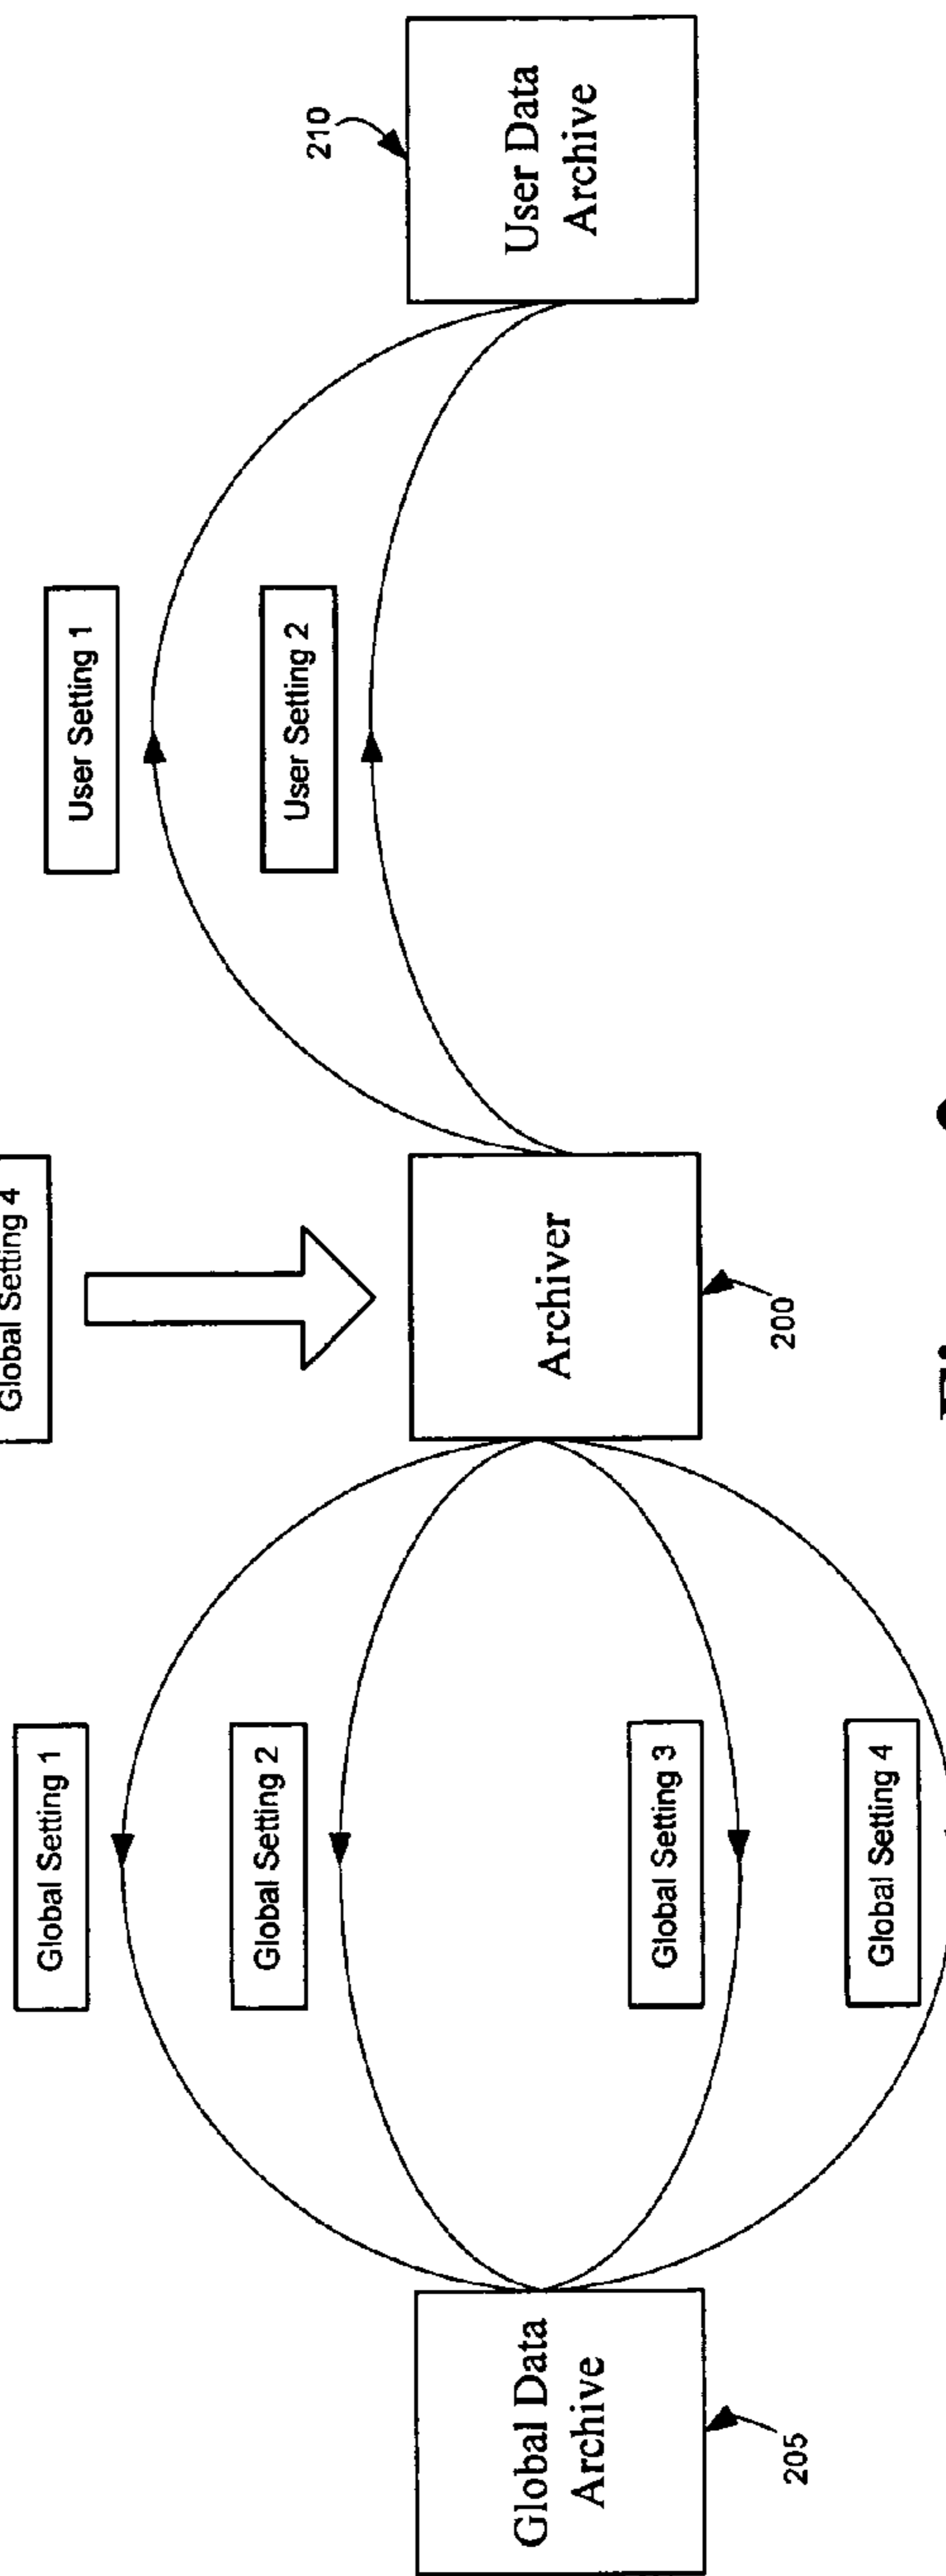 Global Setting 4
Global Setting 1
User Setting 1
Global Setting 2
User Setting 2
210
Global Data
Archive
Archiver
User Data
Archive
Global Setting 3
205
200
Global Setting 4